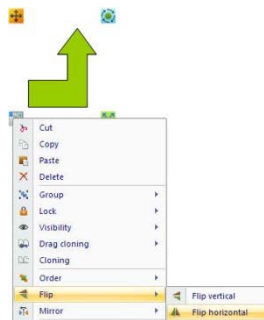 Cut
Copy
Paste
Delete
Group
Lock
Visibility
Drag cloning
Cloning
Order
Flip
Flip vertical
Mirror
Flip horizontal